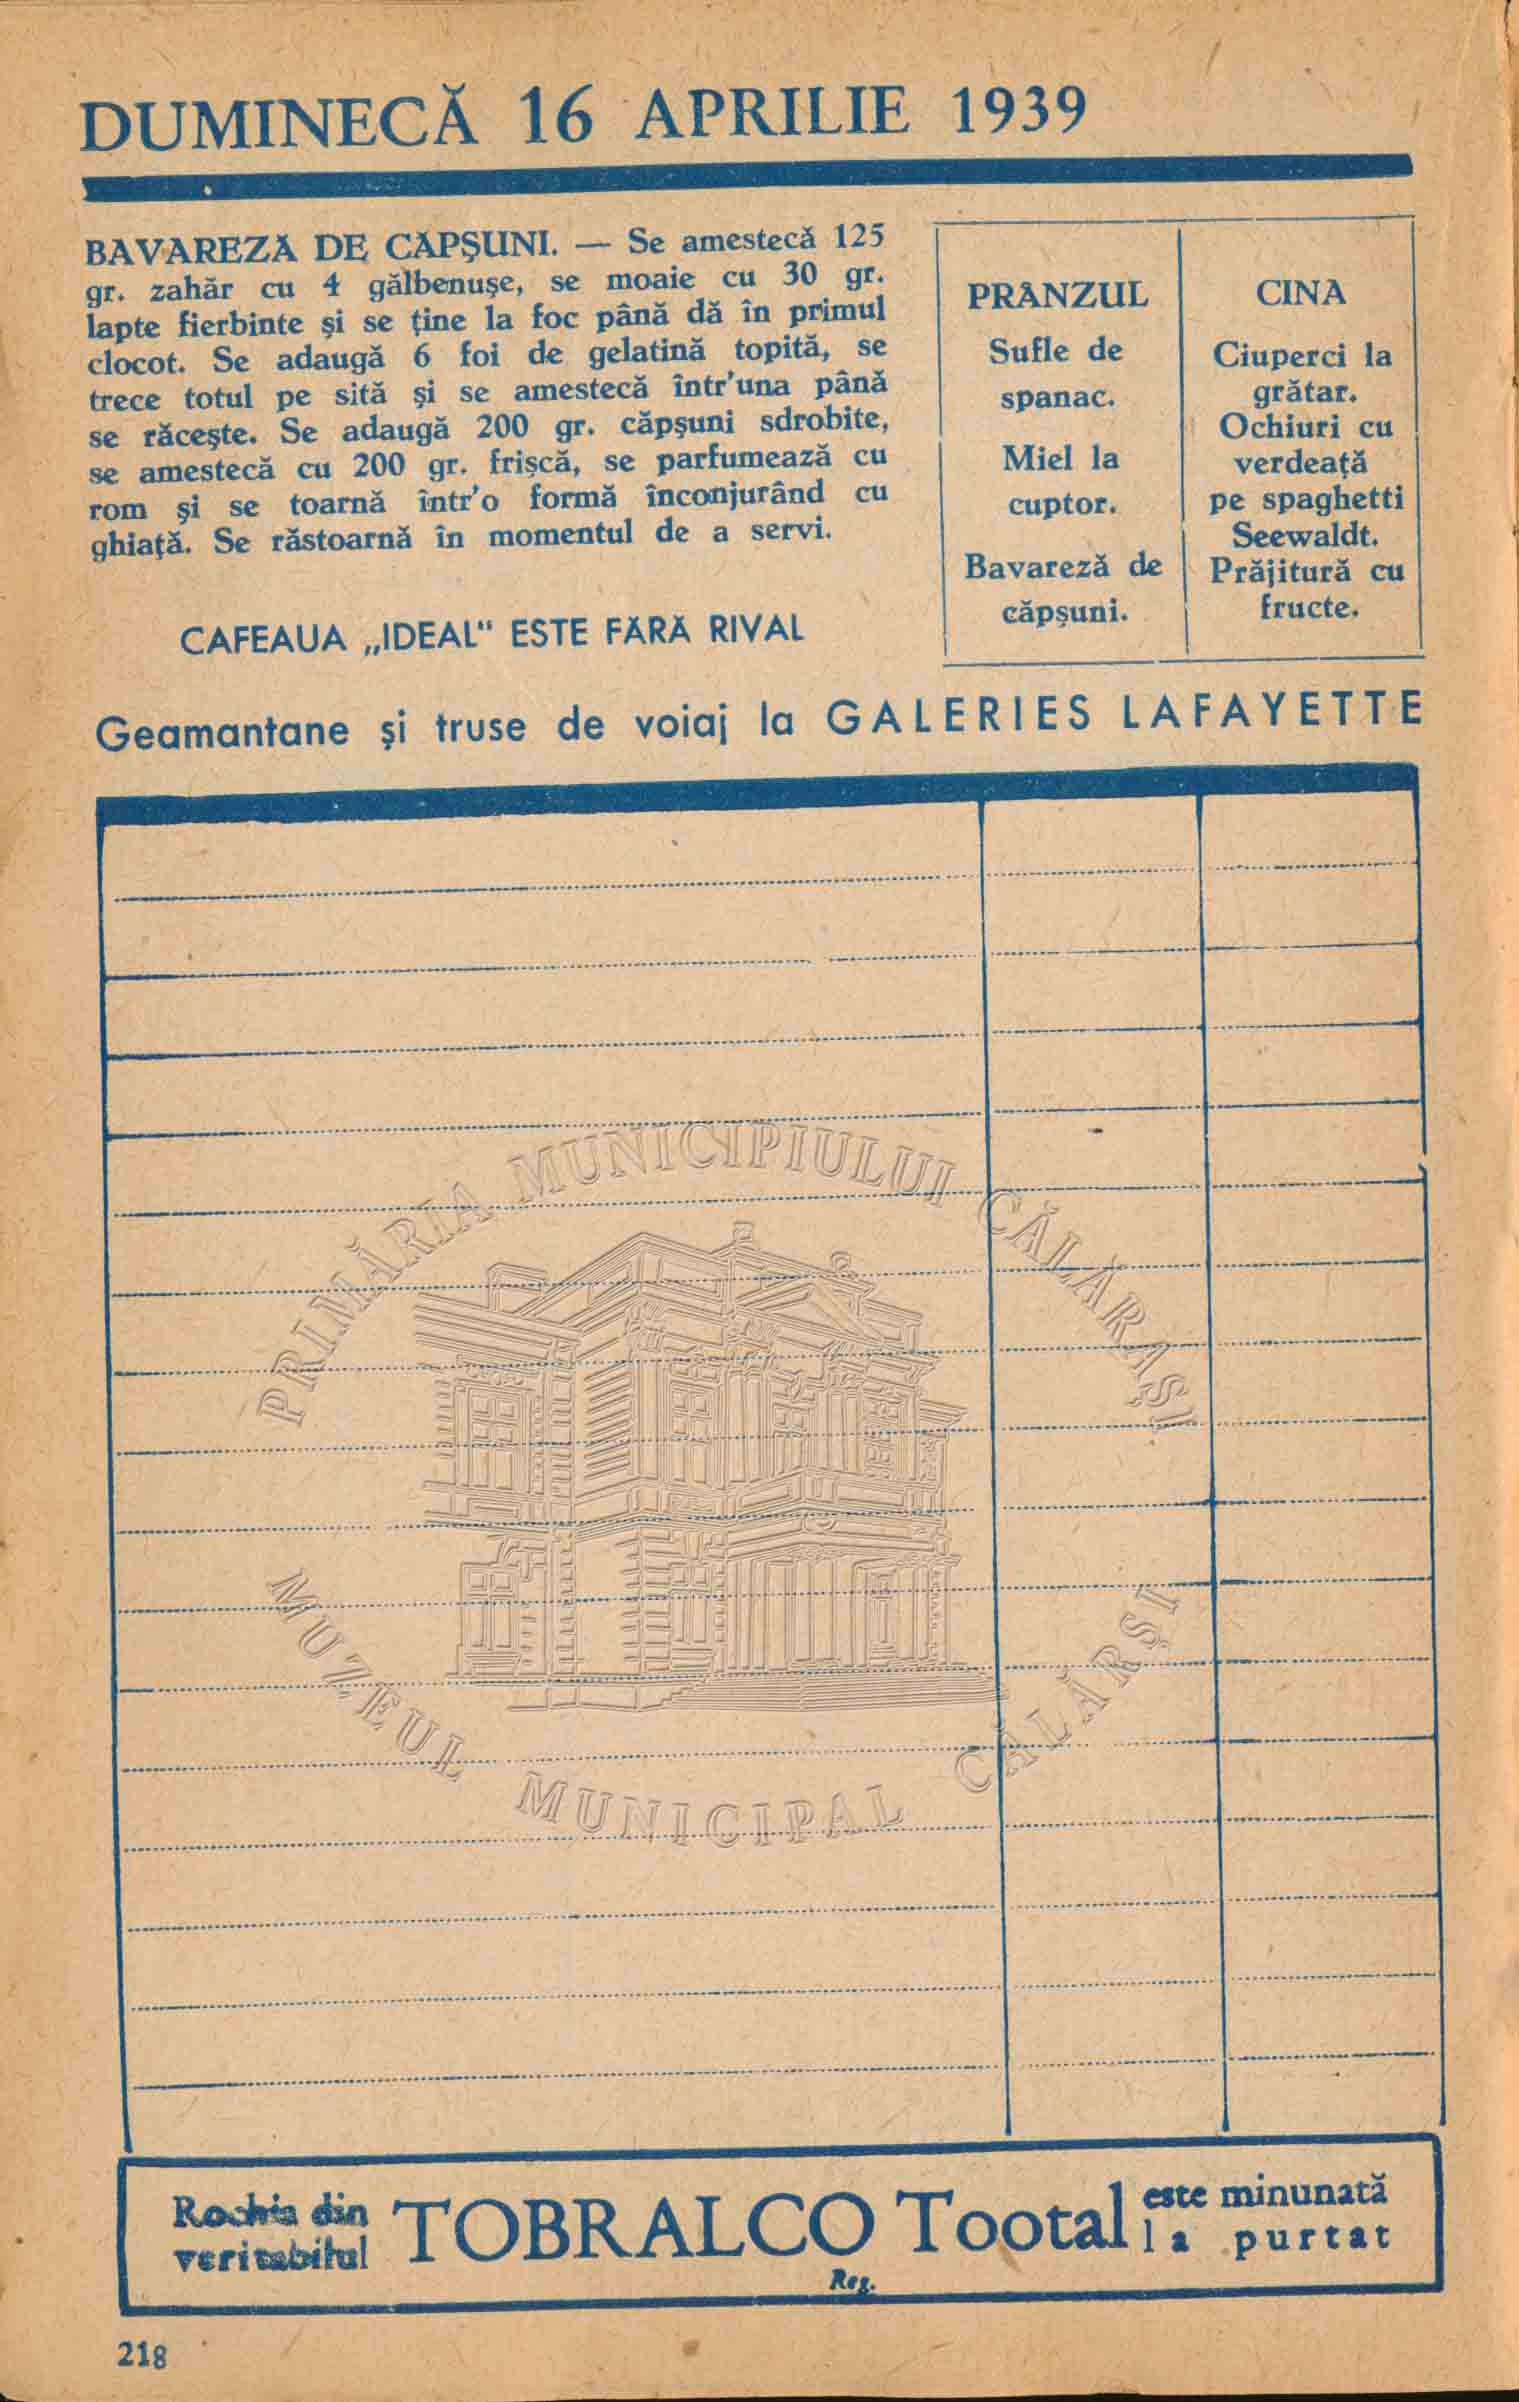 DUMINECĂ 16 APRILIE 1939
BAVAREZĂ DE CĂPŞUNI. — Se amestecă 125
gr. zahăr cu 4 gălbenuşe, se moaie cu 30 gr.
lapte fierbinte şi se ţine la foc până dă în primul
clocot. Se adaugă 6 foi de gelatină topită, se
trece totul pe sită şi se amestecă într'una până
se răceşte. Se adaugă 200 gr. căpşuni sdrobite,
se amestecă cu 200 gr. frişcă, se parfumează cu
rom şi se toarnă într'o formă înconjurând cu
ghiaţă. Se răstoarnă în momentul de a servi.
CAFEAUA „IDEAL" ESTE FĂRĂ RIVAL
PRÂNZUL
Sufle de
spanac.
Miel la
cuptor.
Bavareză de
căpşuni.
CINA
Ciuperci la
grătar.
Ochiuri cu
verdeaţă
pe spaghetti
Seewaldt.
Prăjitură cu
fructe.
Geamantane şi truse de voiaj la GALERIES LAFAYETTE
PRIMĂRIA MUNICIPIULUI CĂLĂRAŞI
MUZEUL MUNICIPAL CĂLĂRŞI
Rochia din
veritabilul
TOBRALCO Tootal
Reg.
este minunată
la purtat
218